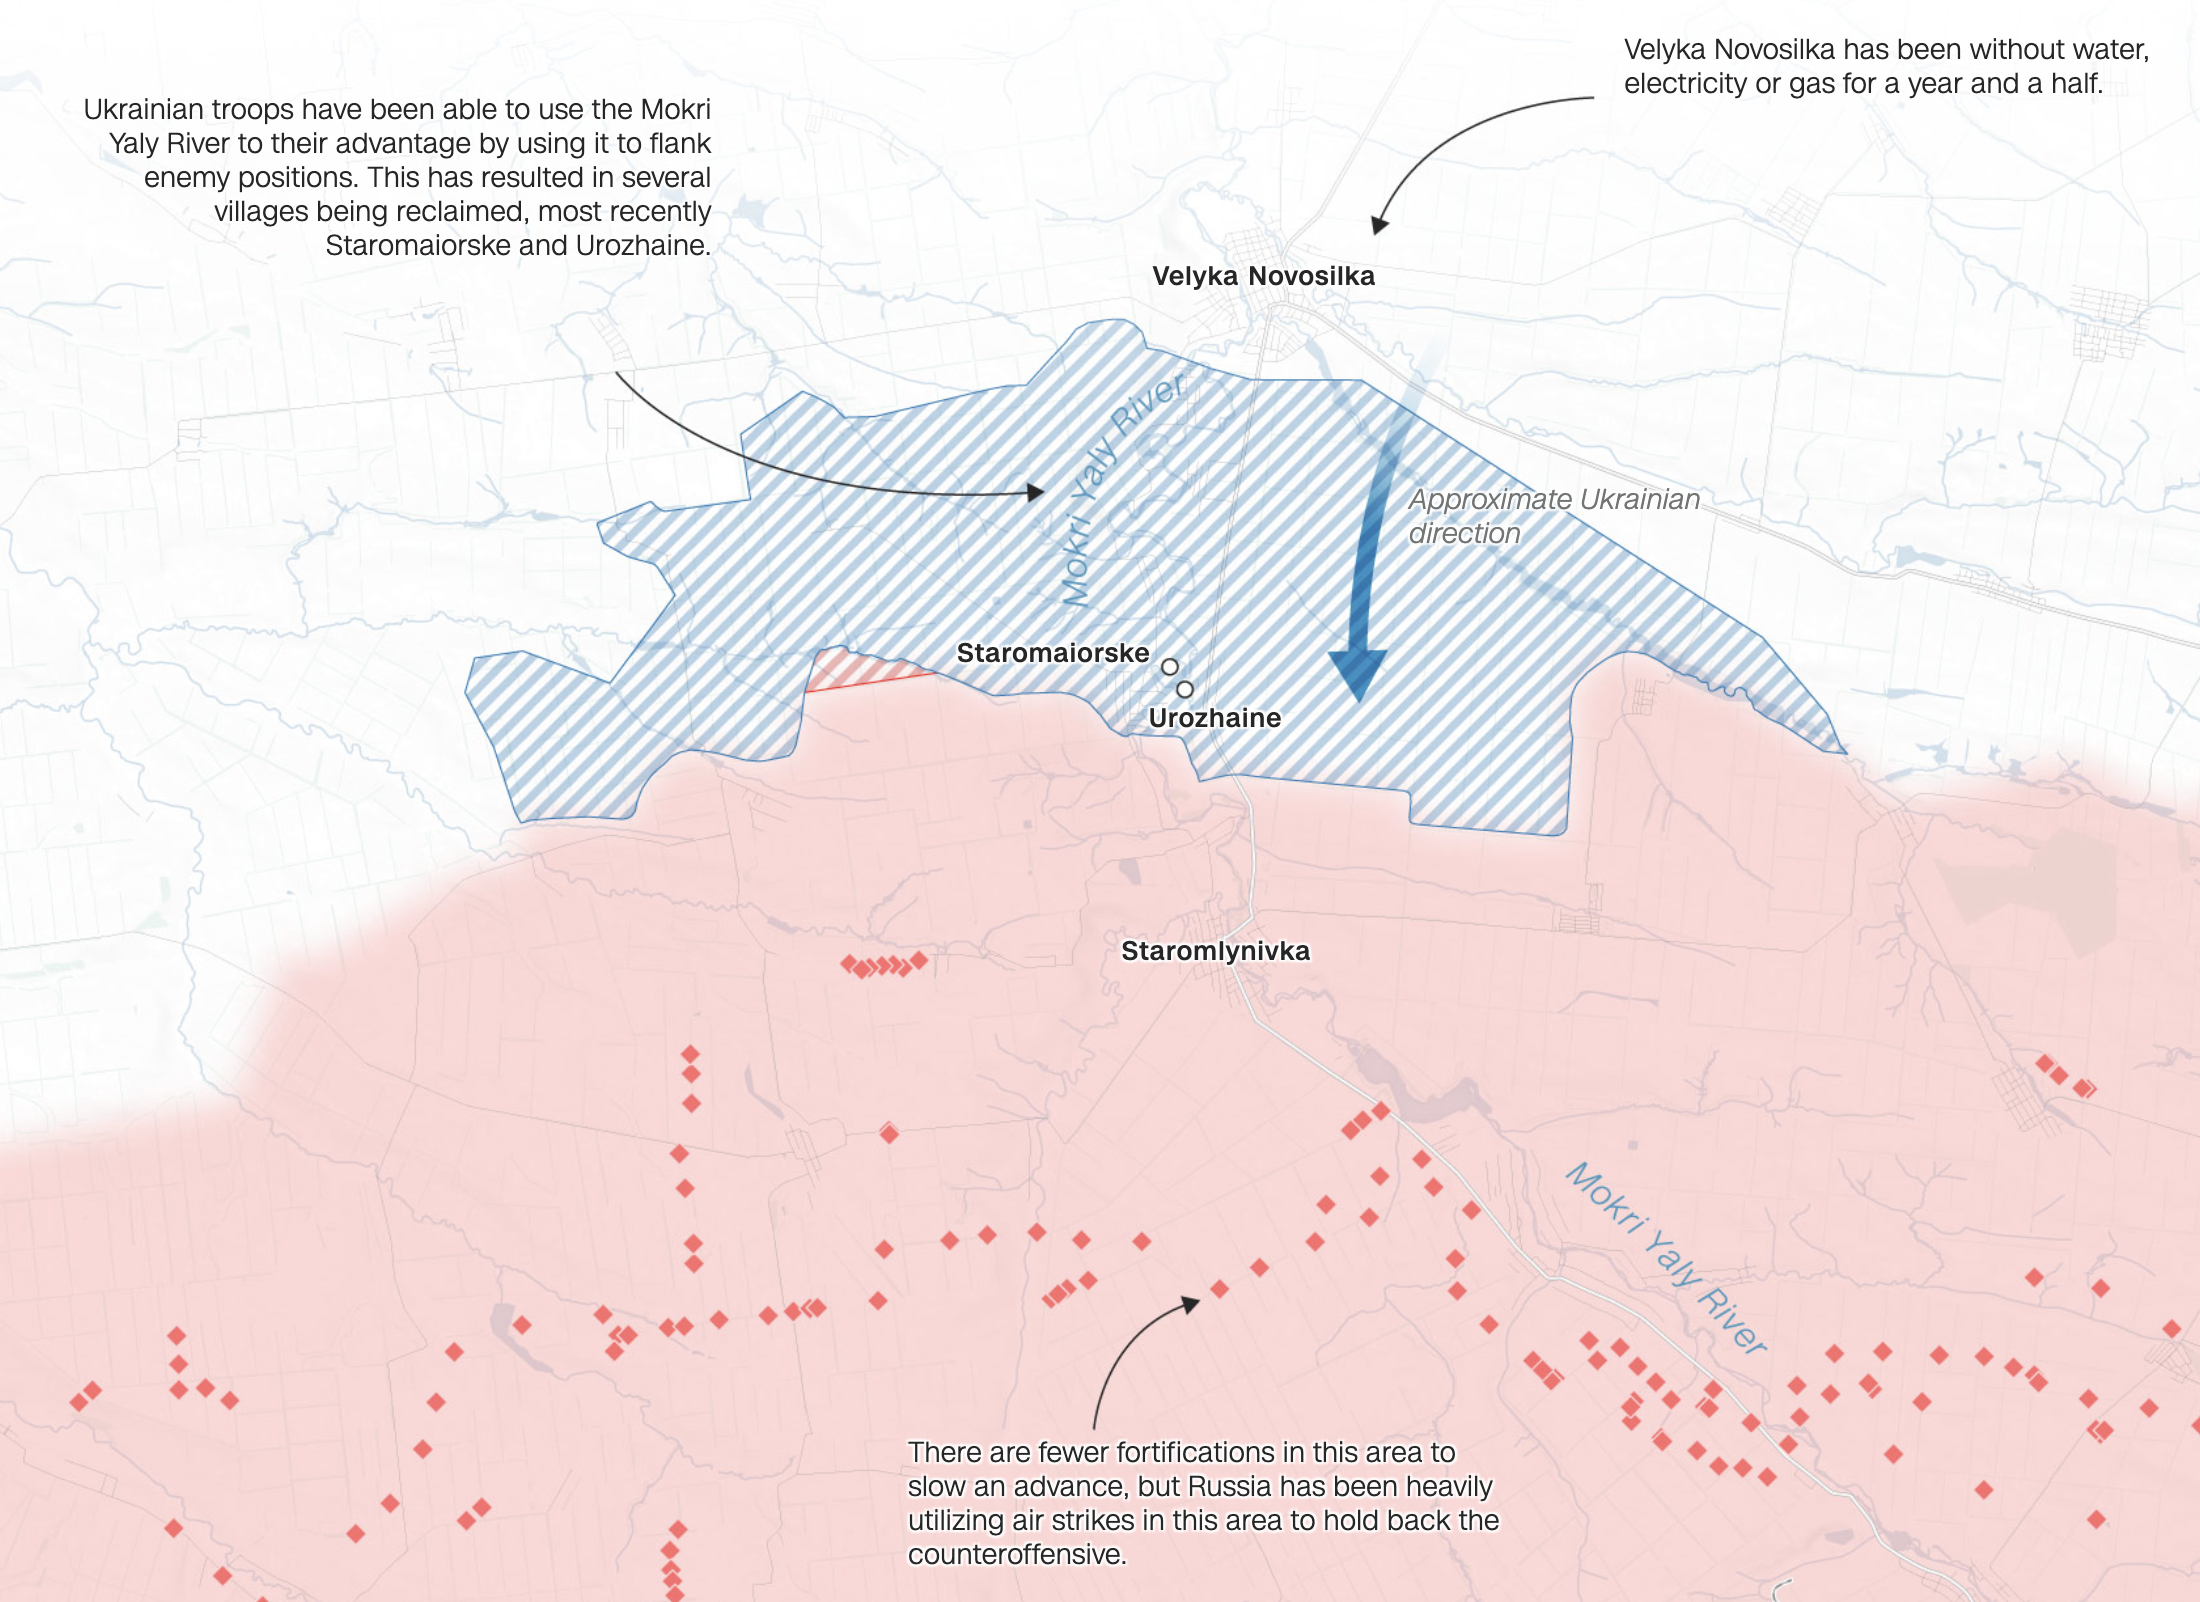 Velyka Novosilka has been without water,
electricity or gas for a year and a half.
Ukrainian troops have been able to use the Mokri
Yaly River to their advantage by using it to flank
enemy positions. This has resulted in several
villages being reclaimed, most recently
Staromaiorske and Urozhaine.
Velyka Novosilka
Mokri Yaly River
Approximate Ukrainian
direction
Staromaiorske
Urozhaine
Staromlynivka
Mokri Yaly River
There are fewer fortifications in this area to
slow an advance, but Russia has been heavily
utilizing air strikes in this area to hold back the
counteroffensive.